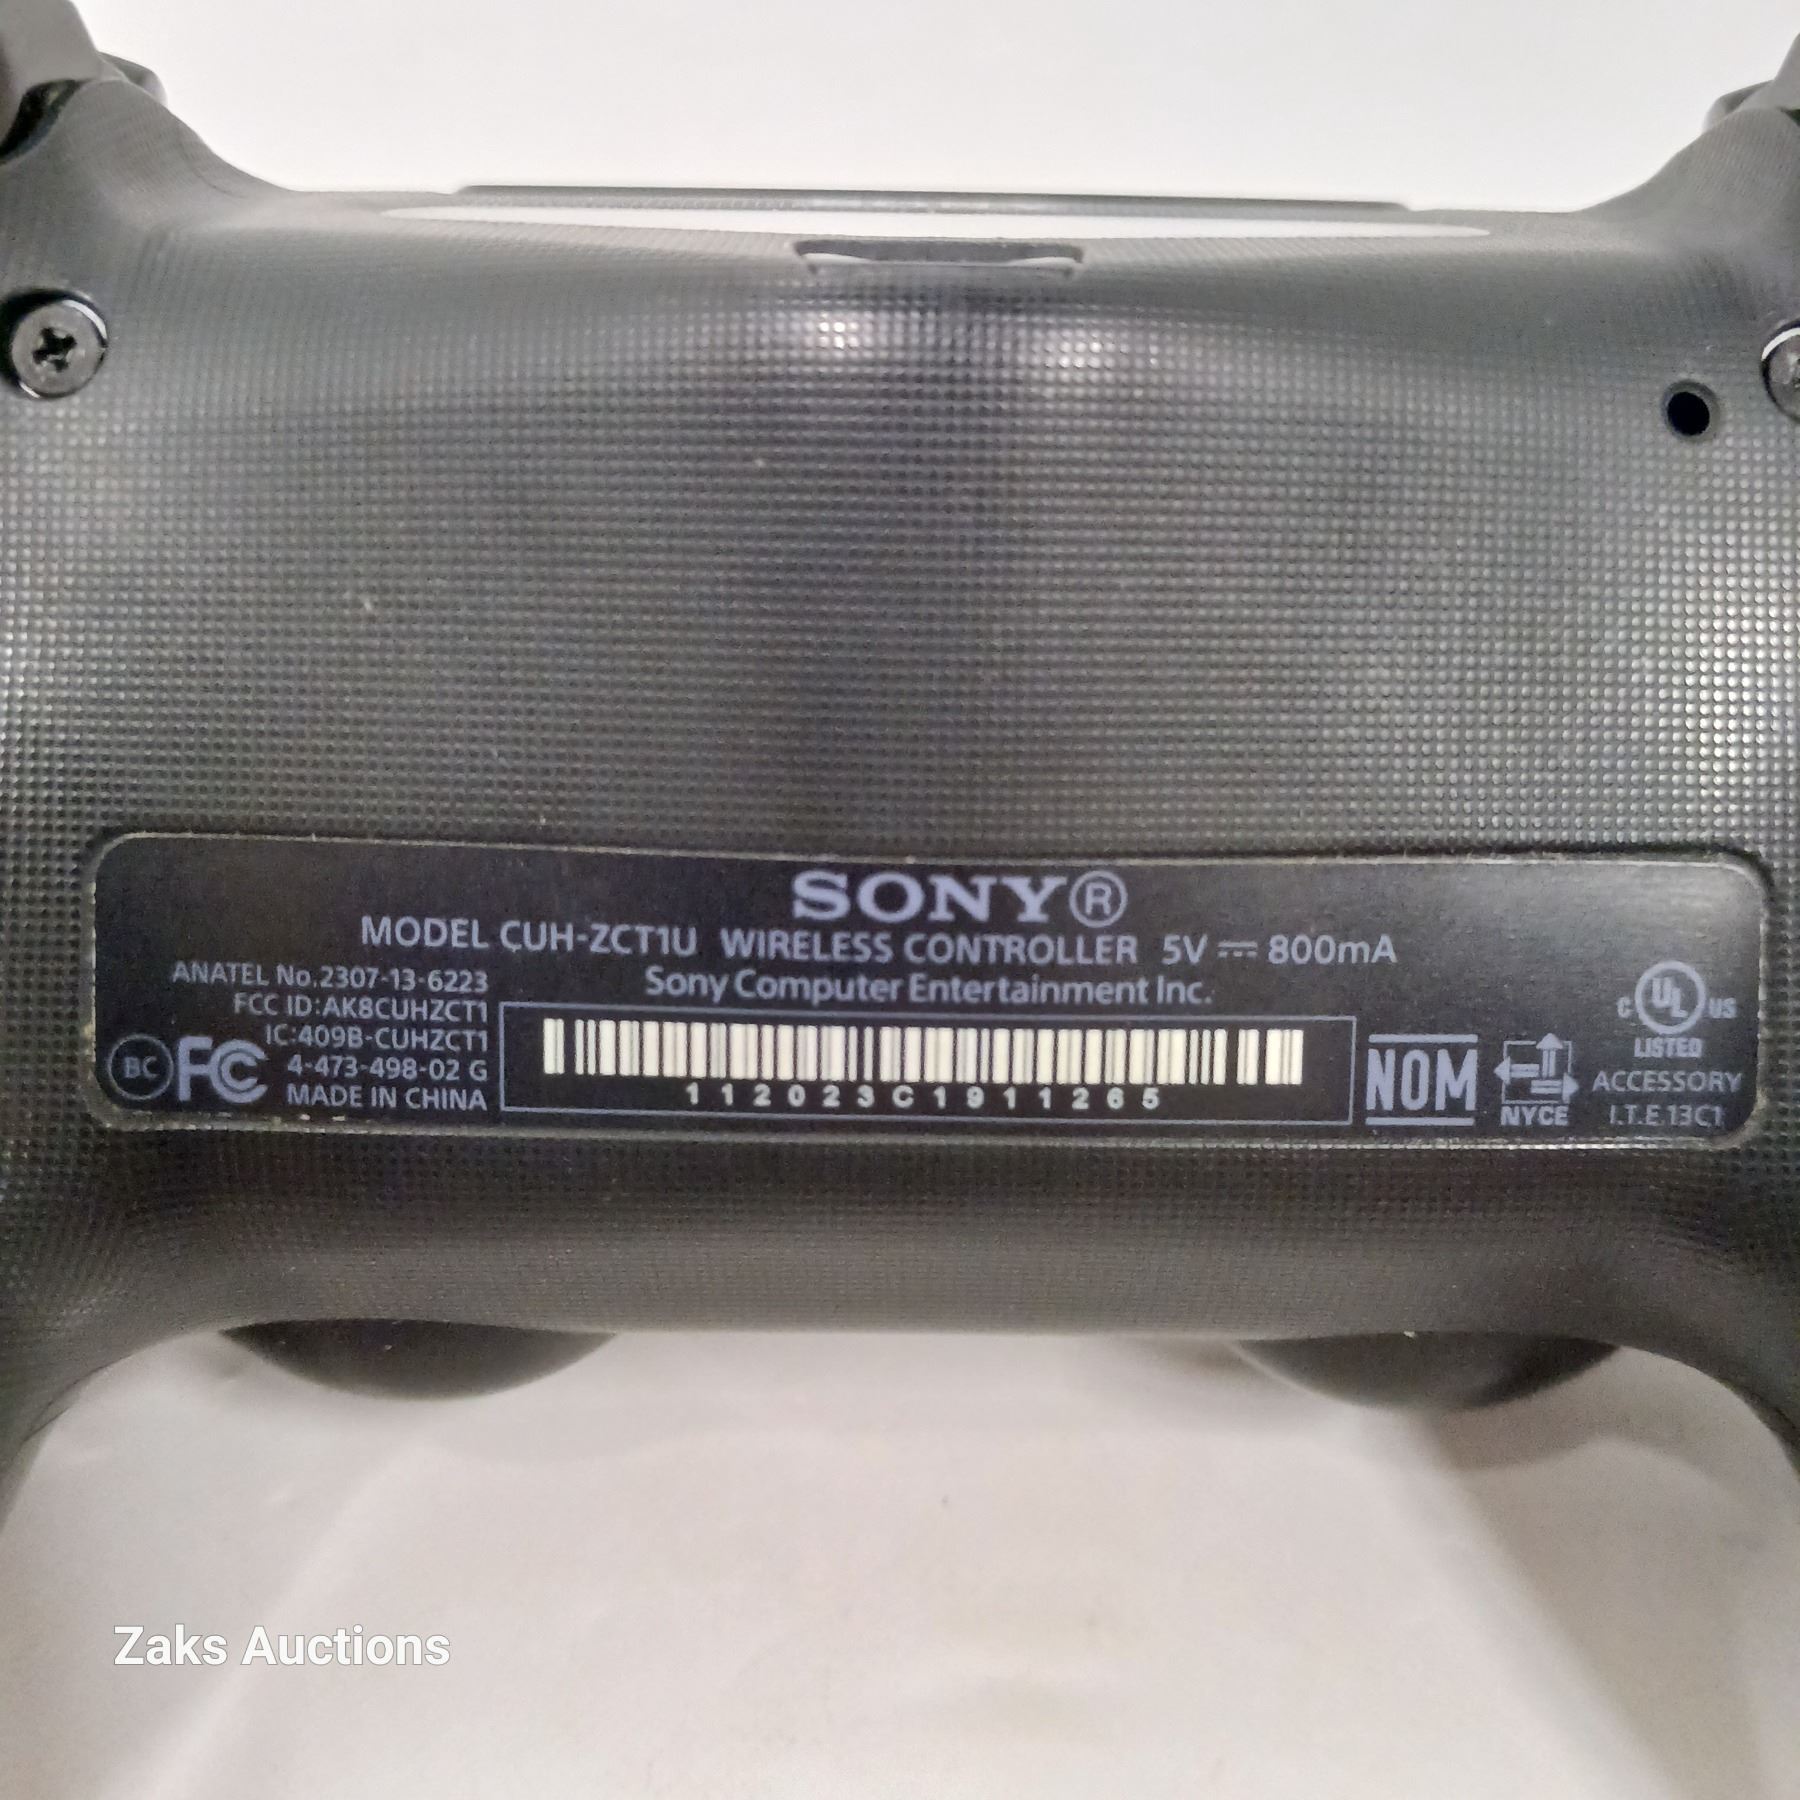 SONY®
MODEL CUH-ZCT1U WIRELESS CONTROLLER 5V ⎓ 800mA
Sony Computer Entertainment Inc.
ANATEL No.2307-13-6223
FCC ID:AK8CUHZCT1
IC:409B-CUHZCT1
BC FC 4-473-498-02 G
MADE IN CHINA
112023C1911265
NOM
NYCE
C UL US
LISTED
ACCESSORY
I.T.E.13C1
Zaks Auctions